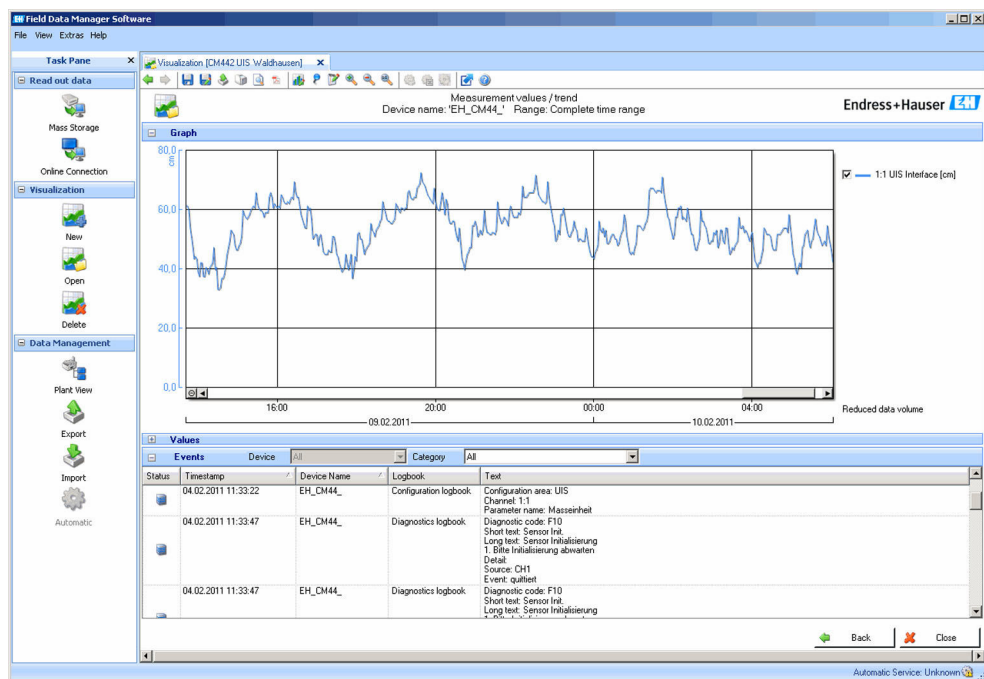 Field Data Manager Software
File View Extras Help
Task Pane
Visualization [CM442 UIS Waldhausen]
Read out data
Mass Storage
Online Connection
Visualization
New
Open
Delete
Data Management
Plant View
Export
Import
Automatic
Measurement values / trend
Device name: 'EH_CM44_' Range: Complete time range
Endress+Hauser EH
Graph
80,0
cm
60,0
40,0
20,0
0,0
1:1 UIS Interface [cm]
16:00 20:00 00:00 04:00
Reduced data volume
09.02.2011 10.02.2011
Values
Events Device All Category All
Status Timestamp Device Name Logbook Text
04.02.2011 11:33:22 EH_CM44_ Configuration logbook Configuration area: UIS
Channel: 1:1
Parameter name: Masseinheit
04.02.2011 11:33:47 EH_CM44_ Diagnostics logbook Diagnostic code: F10
Short text: Sensor Init.
Long text: Sensor Initialisierung
1. Bitte Initialisierung abwarten
Detail:
Source: CH1
Event: quittiert
04.02.2011 11:33:47 EH_CM44_ Diagnostics logbook Diagnostic code: F10
Short text: Sensor Init.
Long text: Sensor Initialisierung
Back Close
Automatic Service: Unknown